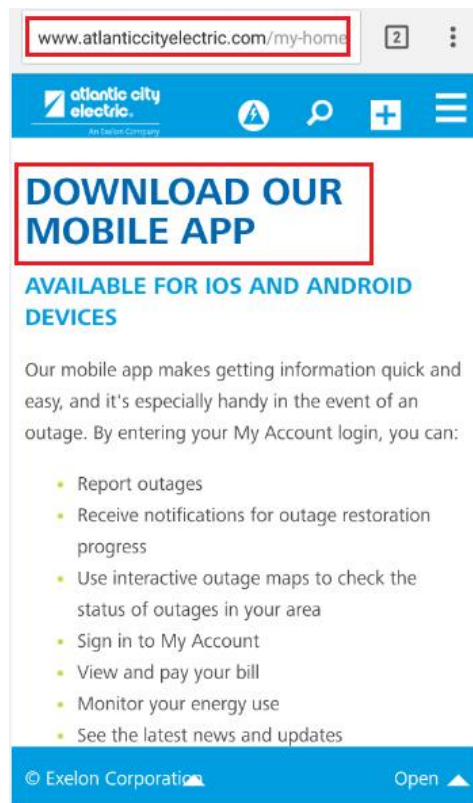 www.atlanticcityelectric.com/my-home
2
atlantic city
electric.
An Exelon Company
DOWNLOAD OUR
MOBILE APP
AVAILABLE FOR IOS AND ANDROID
DEVICES
Our mobile app makes getting information quick and
easy, and it's especially handy in the event of an
outage. By entering your My Account login, you can:
Report outages
Receive notifications for outage restoration
progress
Use interactive outage maps to check the
status of outages in your area
Sign in to My Account
View and pay your bill
Monitor your energy use
See the latest news and updates
© Exelon Corporation
Open